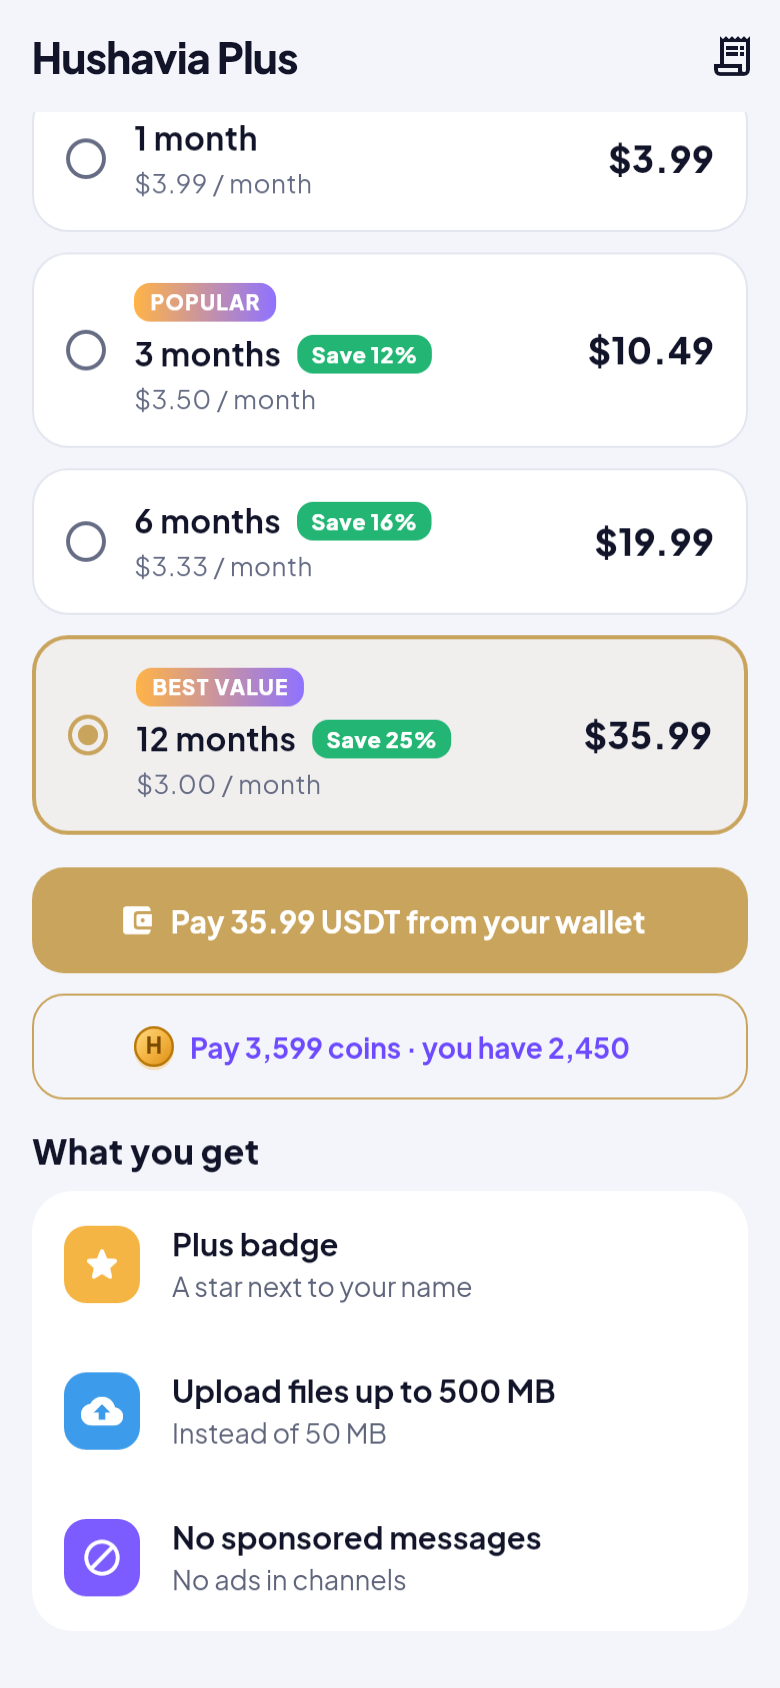 Hushavia Plus
1 month
$3.99 / month
$3.99
POPULAR
3 months Save 12%
$3.50 / month
$10.49
6 months Save 16%
$3.33 / month
$19.99
BEST VALUE
12 months Save 25%
$3.00 / month
$35.99
Pay 35.99 USDT from your wallet
H Pay 3,599 coins · you have 2,450
What you get
Plus badge
A star next to your name
Upload files up to 500 MB
Instead of 50 MB
No sponsored messages
No ads in channels